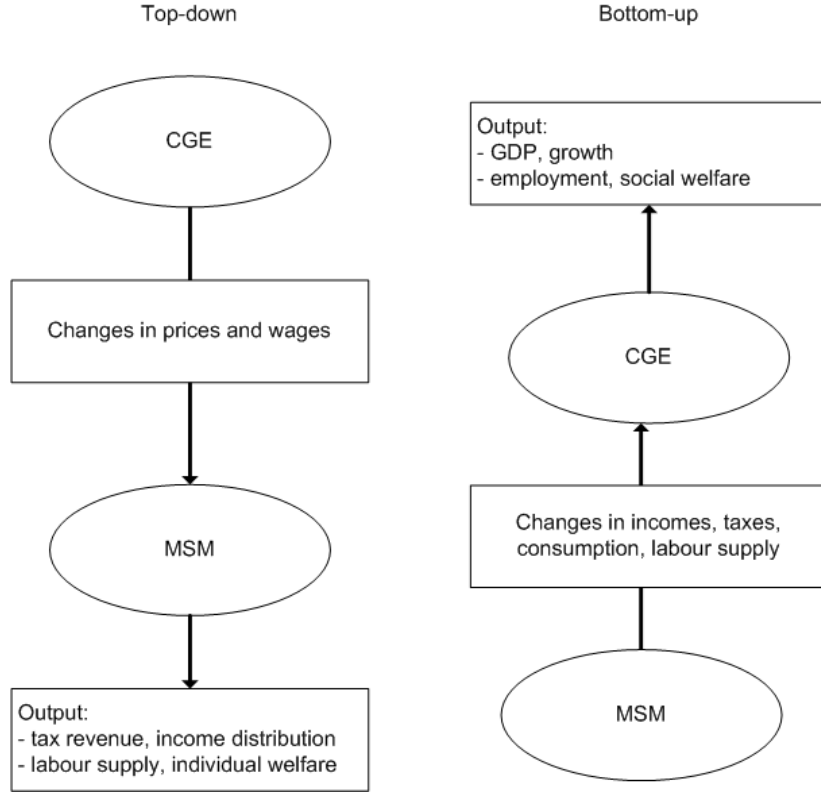 Top-down
CGE
Changes in prices and wages
MSM
Output:
- tax revenue, income distribution
- labour supply, individual welfare
Bottom-up
Output:
- GDP, growth
- employment, social welfare
CGE
Changes in incomes, taxes,
consumption, labour supply
MSM